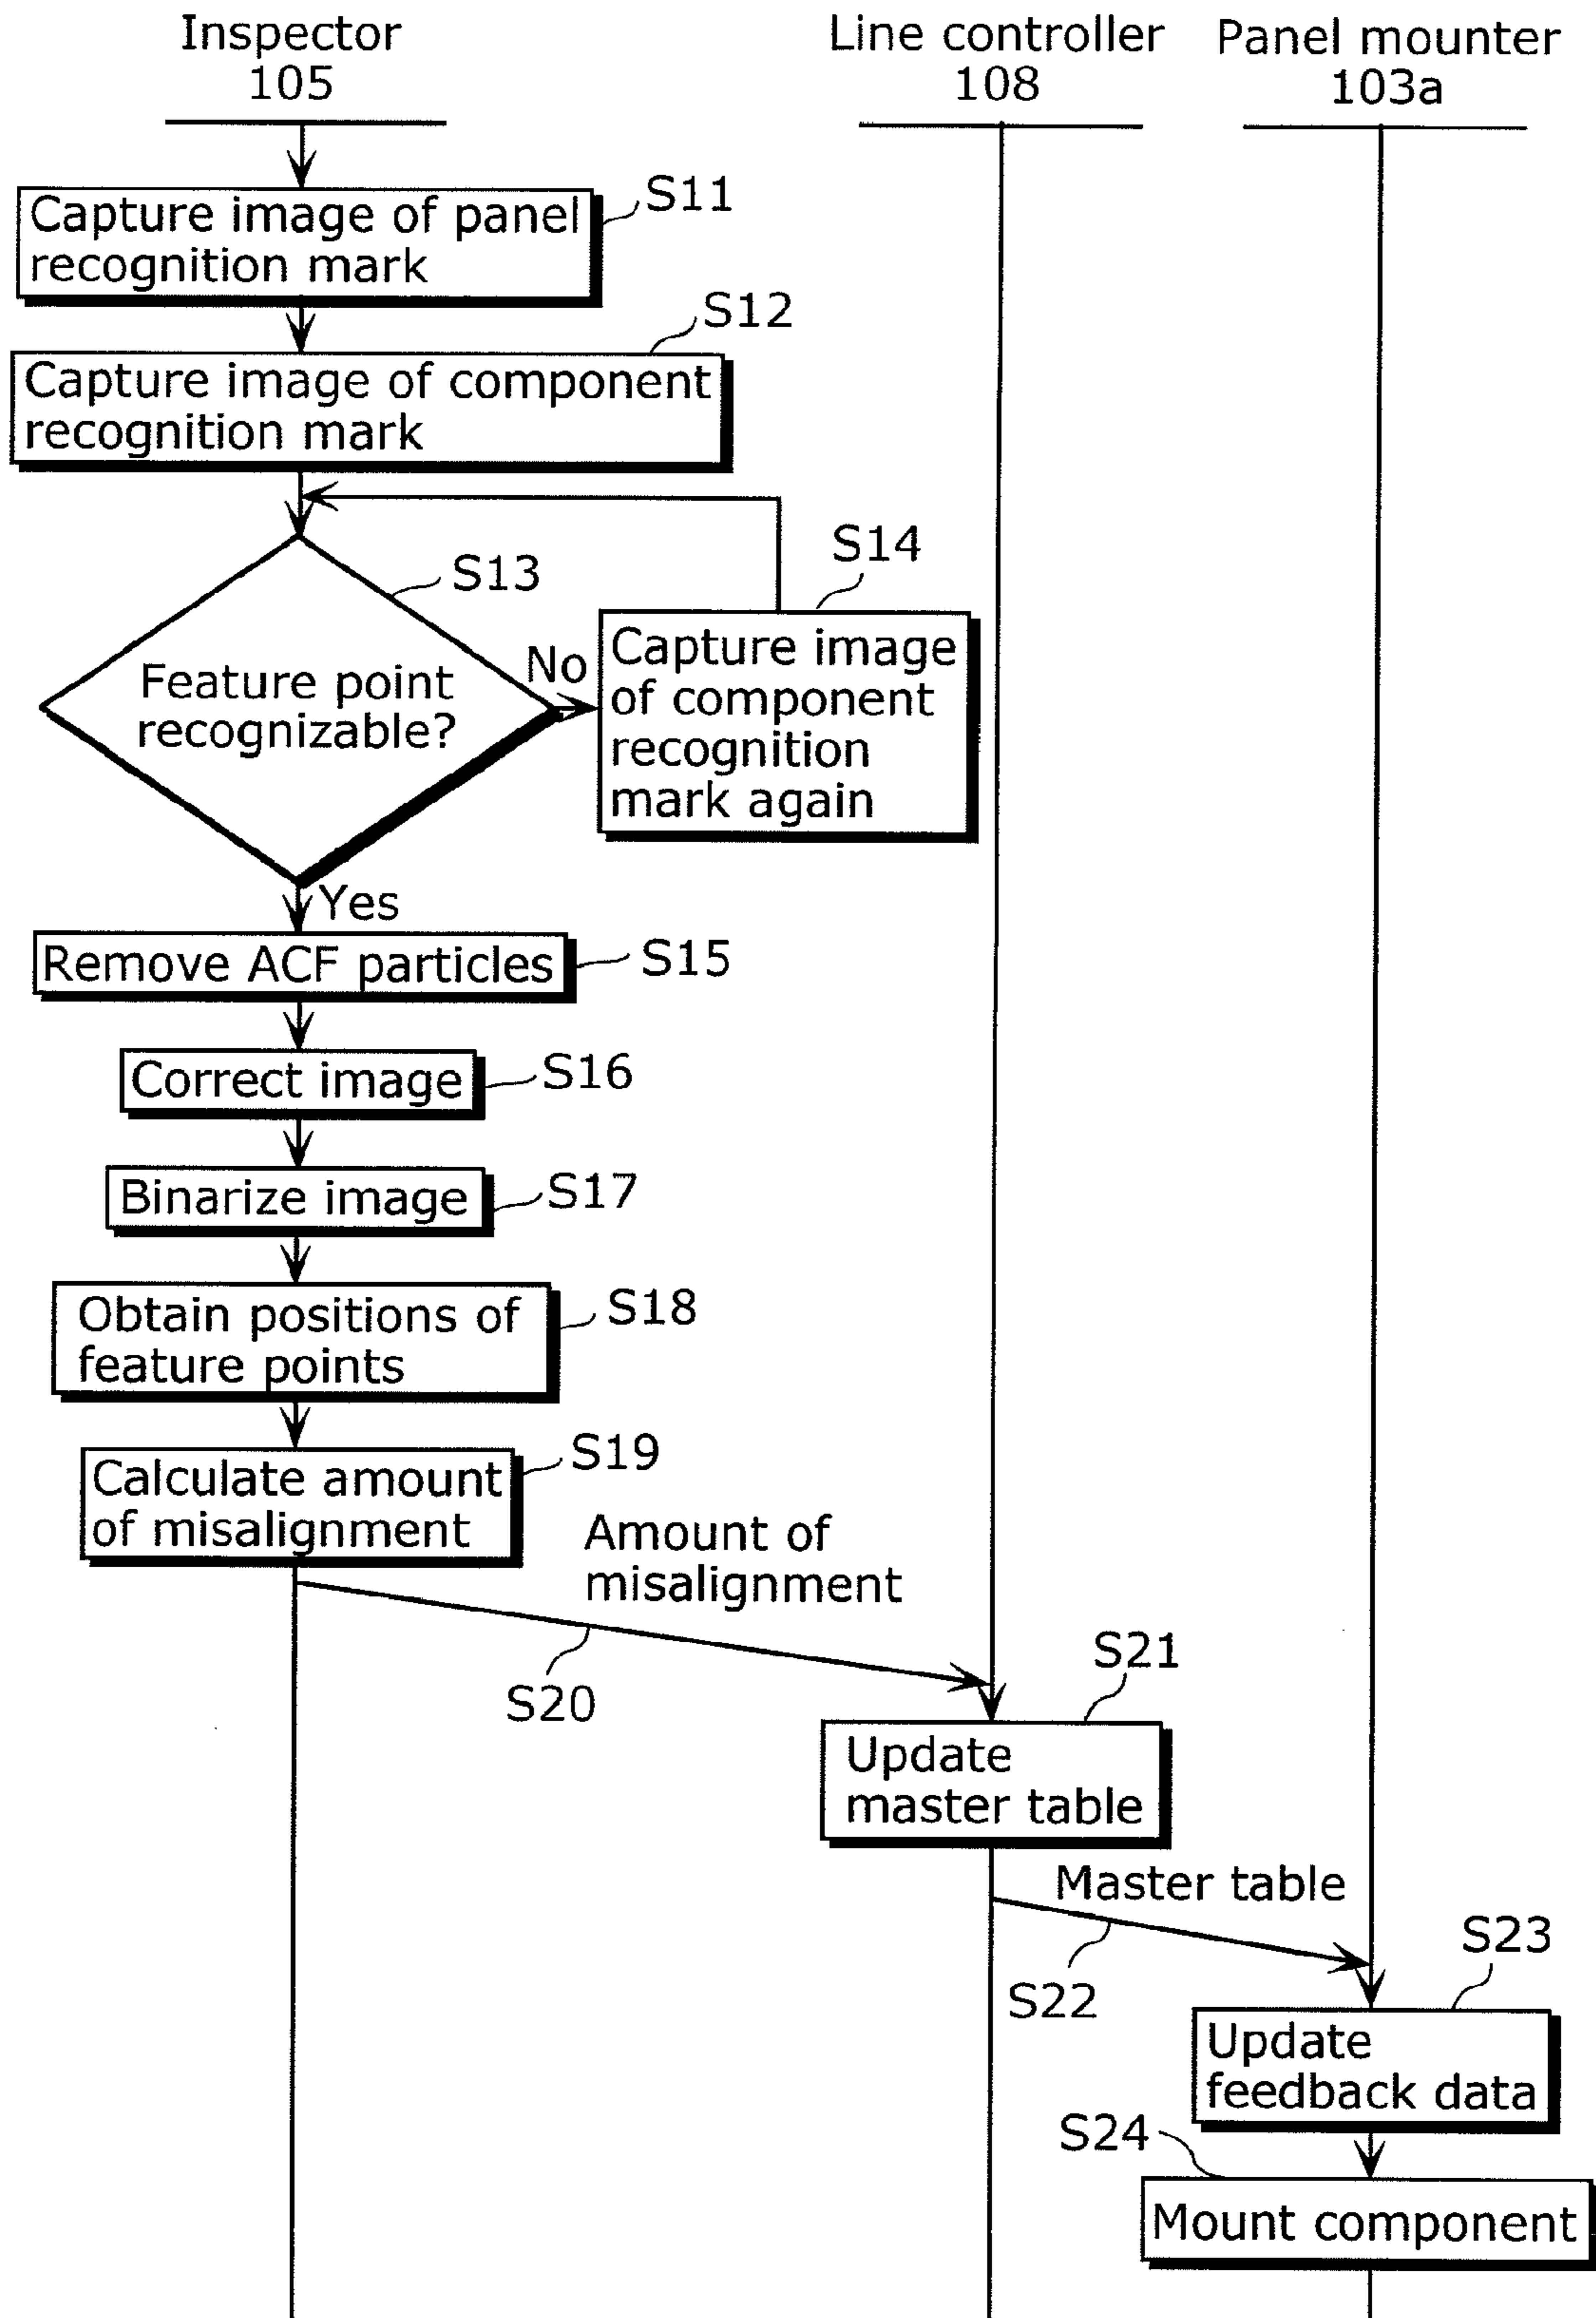 Inspector
105
Line controller
108
Panel mounter
103a
Capture image of panel
recognition mark
S11
Capture image of component
recognition mark
S12
Feature point
recognizable?
S13
No
Capture image
of component
recognition
mark again
S14
Yes
Remove ACF particles
S15
Correct image
S16
Binarize image
S17
Obtain positions of
feature points
S18
Calculate amount
of misalignment
S19
Amount of
misalignment
S20
S21
Update
master table
Master table
S22
S23
Update
feedback data
S24
Mount component